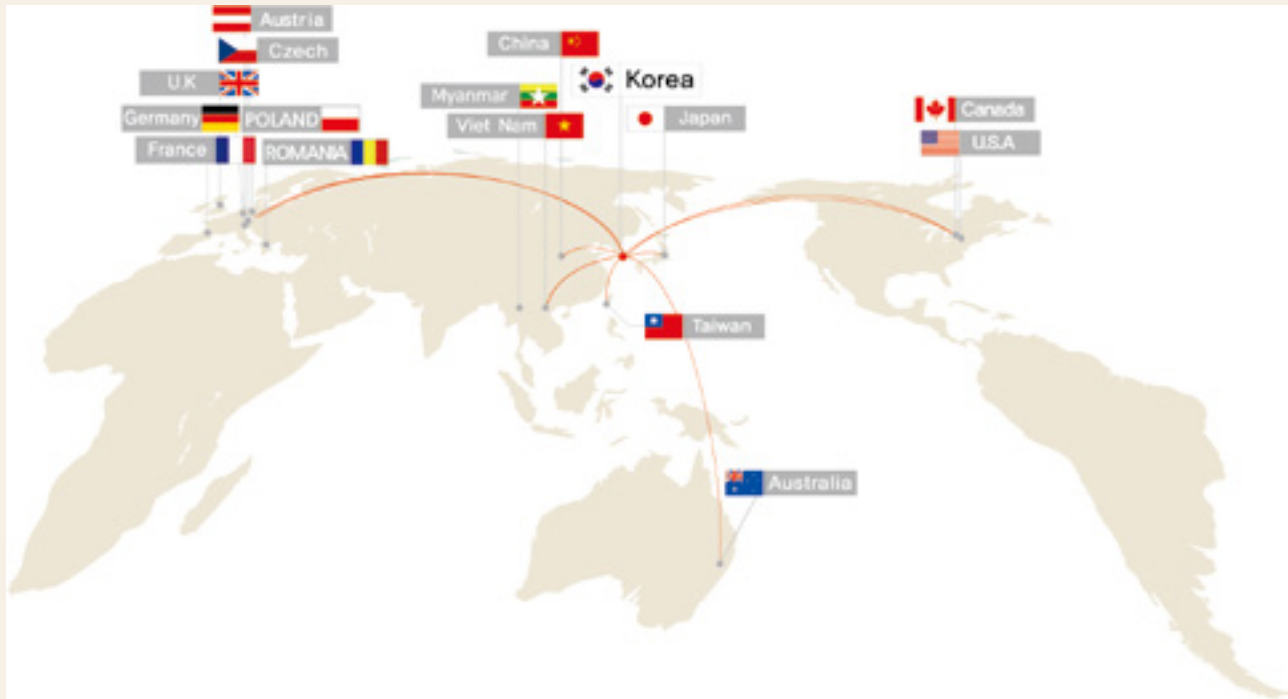 Austria
Czech
U.K
Germany
POLAND
France
ROMANIA
China
Korea
Myanmar
Viet Nam
Japan
Canada
U.S.A
Taiwan
Australia